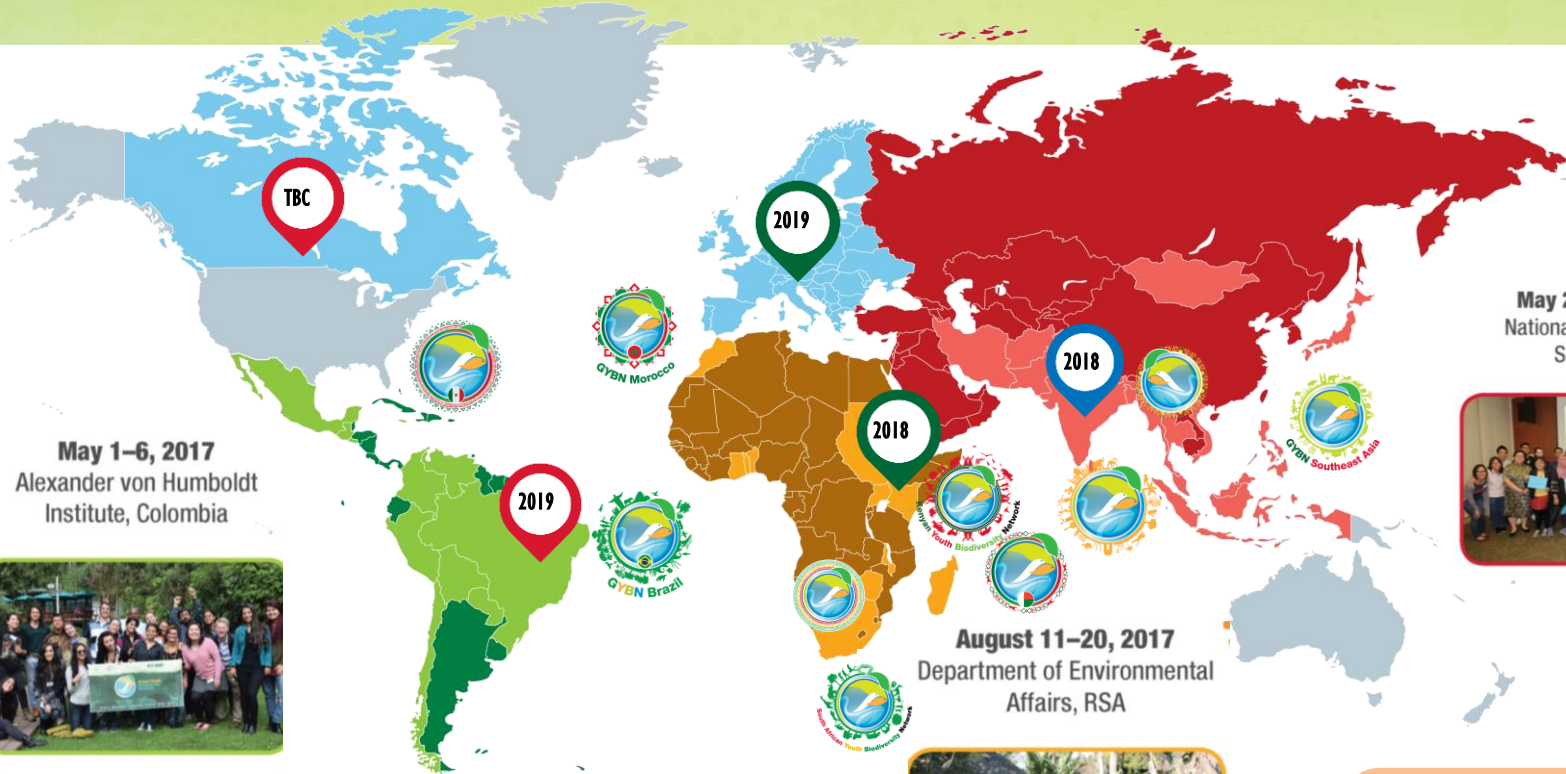 TBC
2019
GYBN Morocco
May 1–6, 2017
Alexander von Humboldt
Institute, Colombia
2019
GYBN Brazil
2018
2018
GYBN Southeast Asia
Kenyan Youth Biodiversity Network
August 11–20, 2017
Department of Environmental
Affairs, RSA
South African Youth Biodiversity Network
May